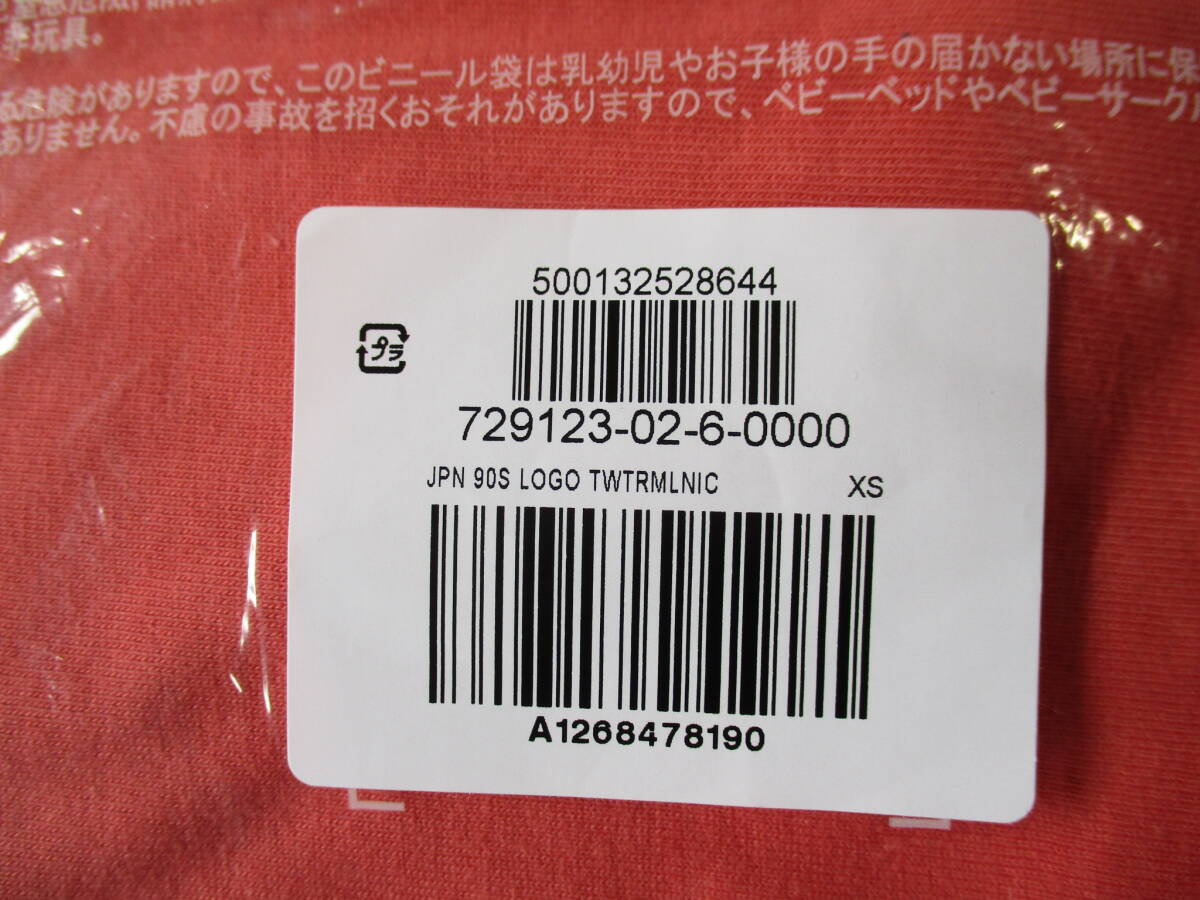 非玩具。
危険がありますので、このビニール袋は乳幼児やお子様の手の届かない場所に保
ありません。不慮の事故を招くおそれがありますので、ベビーベッドやベビーサーク
500132528644
プラ
729123-02-6-0000
JPN 90S LOGO TWTRMLNIC XS
A1268478190